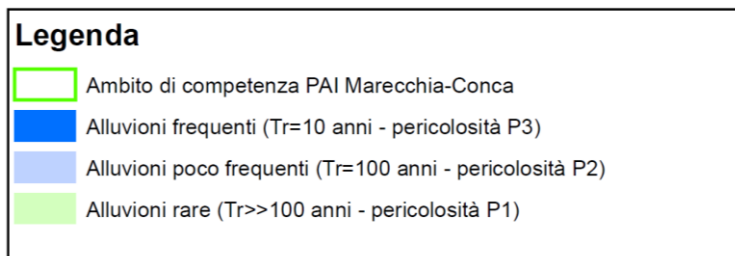 Legenda
Ambito di competenza PAI Marecchia-Conca
Alluvioni frequenti (Tr=10 anni - pericolosità P3)
Alluvioni poco frequenti (Tr=100 anni - pericolosità P2)
Alluvioni rare (Tr>>100 anni - pericolosità P1)